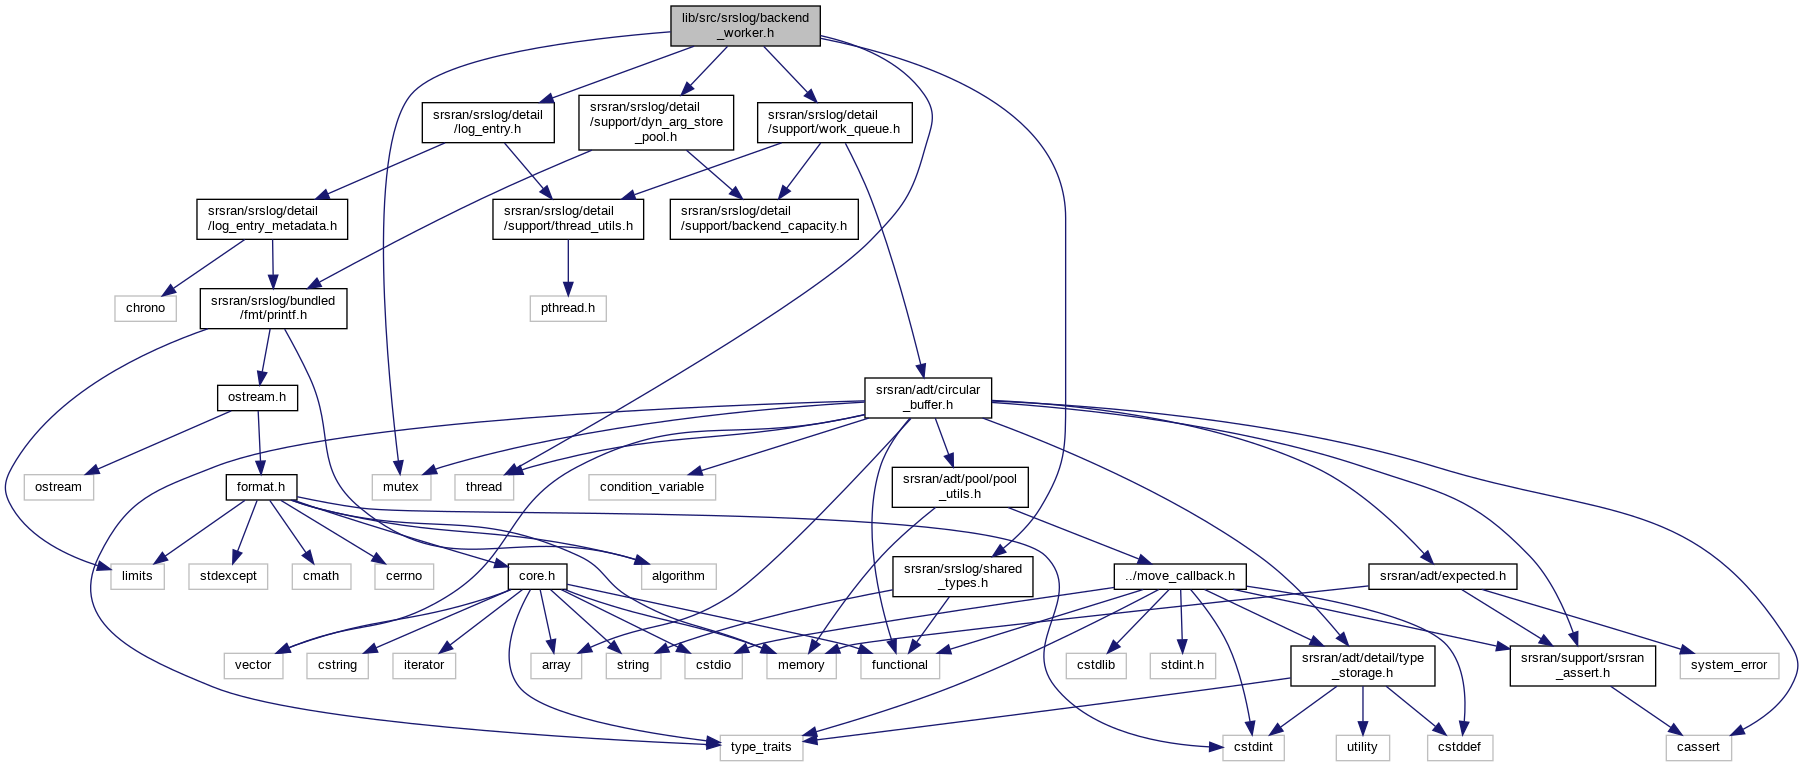 lib/src/srslog/backend
_worker.h
srsran/srslog/detail
/log_entry.h
srsran/srslog/detail
/support/dyn_arg_store
_pool.h
srsran/srslog/detail
/support/work_queue.h
srsran/srslog/detail
/log_entry_metadata.h
srsran/srslog/detail
/support/thread_utils.h
srsran/srslog/detail
/support/backend_capacity.h
chrono
srsran/srslog/bundled
/fmt/printf.h
pthread.h
ostream.h
srsran/adt/circular
_buffer.h
ostream
format.h
mutex
thread
condition_variable
srsran/adt/pool/pool
_utils.h
limits
stdexcept
cmath
cerrno
core.h
algorithm
srsran/srslog/shared
_types.h
../move_callback.h
srsran/adt/expected.h
vector
cstring
iterator
array
string
cstdio
memory
functional
cstdlib
stdint.h
srsran/adt/detail/type
_storage.h
srsran/support/srsran
_assert.h
system_error
type_traits
cstdint
utility
cstddef
cassert